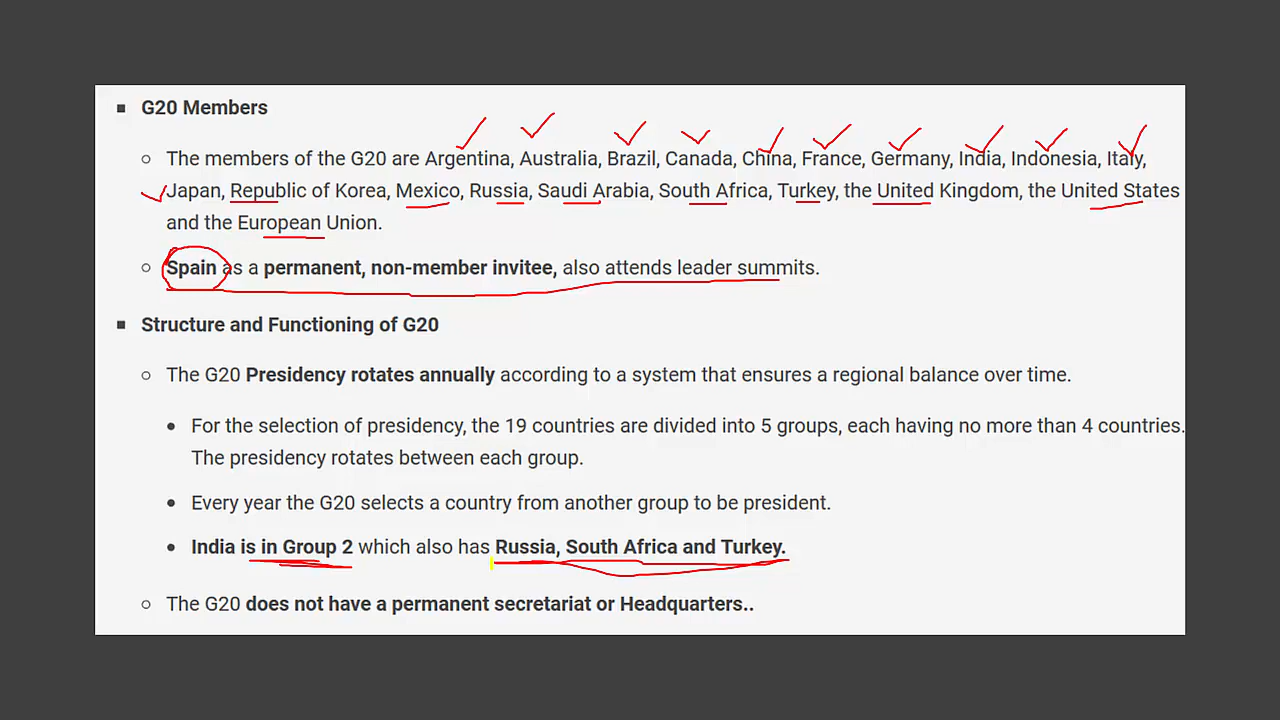 G20 Members
The members of the G20 are Argentina, Australia, Brazil, Canada, China, France, Germany, India, Indonesia, Italy,
Japan, Republic of Korea, Mexico, Russia, Saudi Arabia, South Africa, Turkey, the United Kingdom, the United States
and the European Union.
Spain as a permanent, non-member invitee, also attends leader summits.
Structure and Functioning of G20
The G20 Presidency rotates annually according to a system that ensures a regional balance over time.
For the selection of presidency, the 19 countries are divided into 5 groups, each having no more than 4 countries.
The presidency rotates between each group.
Every year the G20 selects a country from another group to be president.
India is in Group 2 which also has Russia, South Africa and Turkey.
The G20 does not have a permanent secretariat or Headquarters..